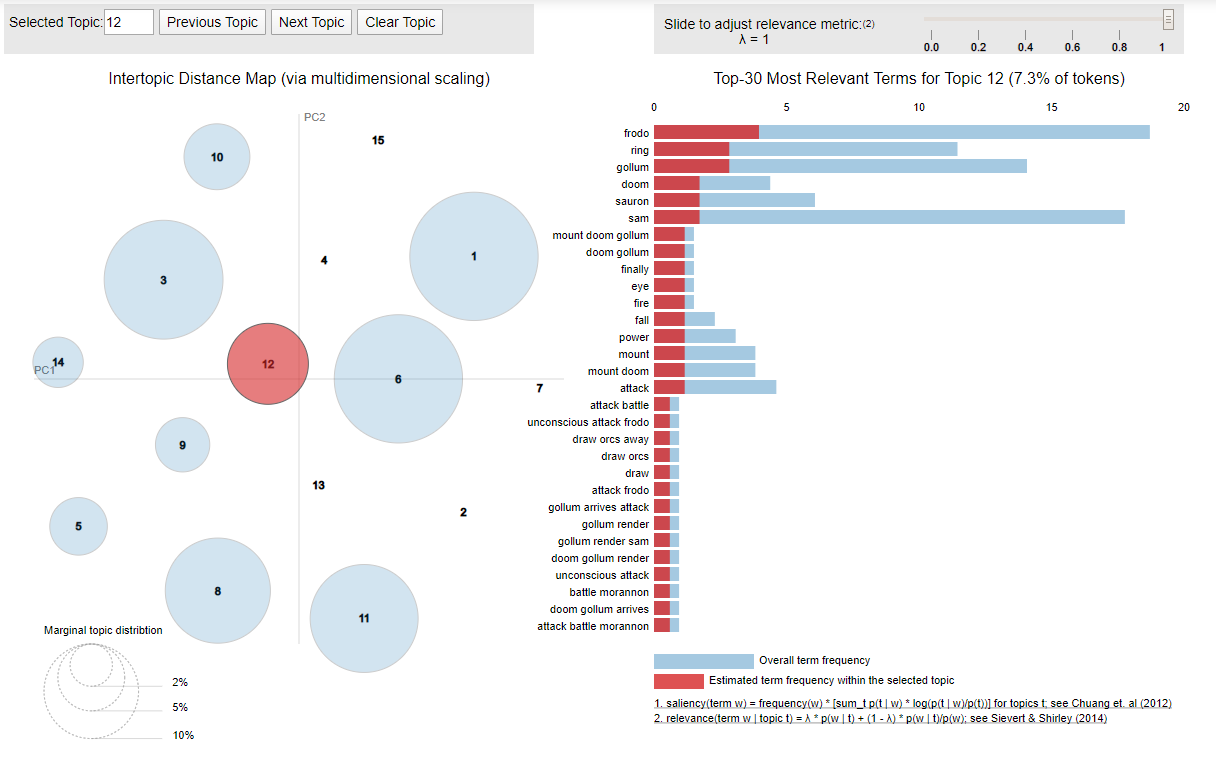 Selected Topic: 12 Previous Topic Next Topic Clear Topic
Slide to adjust relevance metric:(2)
λ = 1
0.0 0.2 0.4 0.6 0.8 1
Intertopic Distance Map (via multidimensional scaling)
PC2
15
10
1
4
3
14
PC1
12
6
7
9
13
2
5
8
11
Marginal topic distribtion
2%
5%
10%
Top-30 Most Relevant Terms for Topic 12 (7.3% of tokens)
0 5 10 15 20
frodo
ring
gollum
doom
sauron
sam
mount doom gollum
doom gollum
finally
eye
fire
fall
power
mount
mount doom
attack
attack battle
unconscious attack frodo
draw orcs away
draw orcs
draw
attack frodo
gollum arrives attack
gollum render
gollum render sam
doom gollum render
unconscious attack
battle morannon
doom gollum arrives
attack battle morannon
Overall term frequency
Estimated term frequency within the selected topic
1. saliency(term w) = frequency(w) * [sum_t p(t | w) * log(p(t | w)/p(t))] for topics t; see Chuang et. al (2012)
2. relevance(term w | topic t) = λ * p(w | t) + (1 - λ) * p(w | t)/p(w); see Sievert & Shirley (2014)